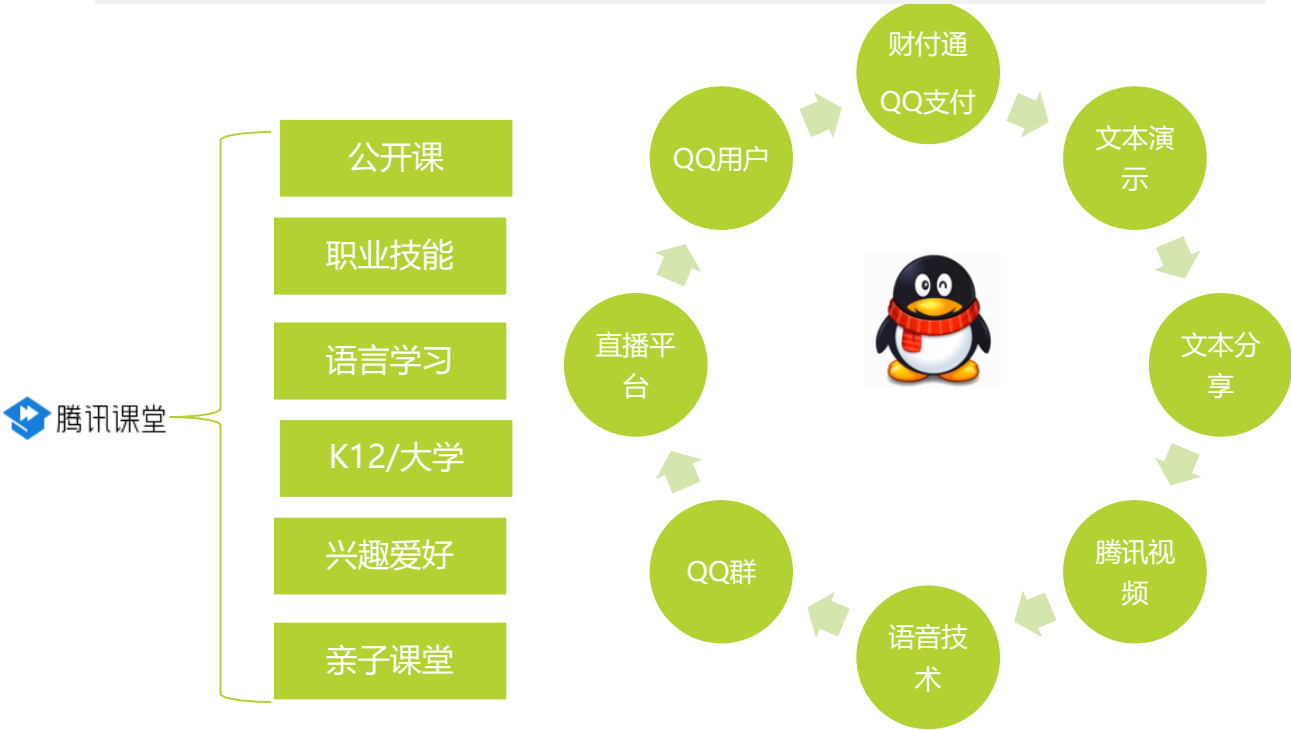 腾讯课堂
公开课
职业技能
语言学习
K12/大学
兴趣爱好
亲子课堂
财付通
QQ支付
文本演
示
文本分
享
腾讯视
频
语音技
术
QQ群
直播平
台
QQ用户